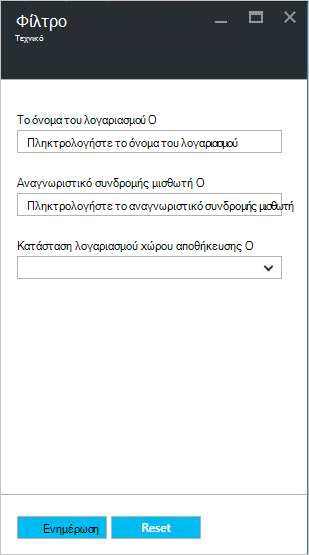 Φίλτρο
Τεχνικό
Το όνομα του λογαριασμού Ο
Πληκτρολογήστε το όνομα του λογαριασμού
Αναγνωριστικό συνδρομής μισθωτή Ο
Πληκτρολογήστε το αναγνωριστικό συνδρομής μισθωτή
Κατάσταση λογαριασμού χώρου αποθήκευσης Ο
Ενημέρωση
Reset